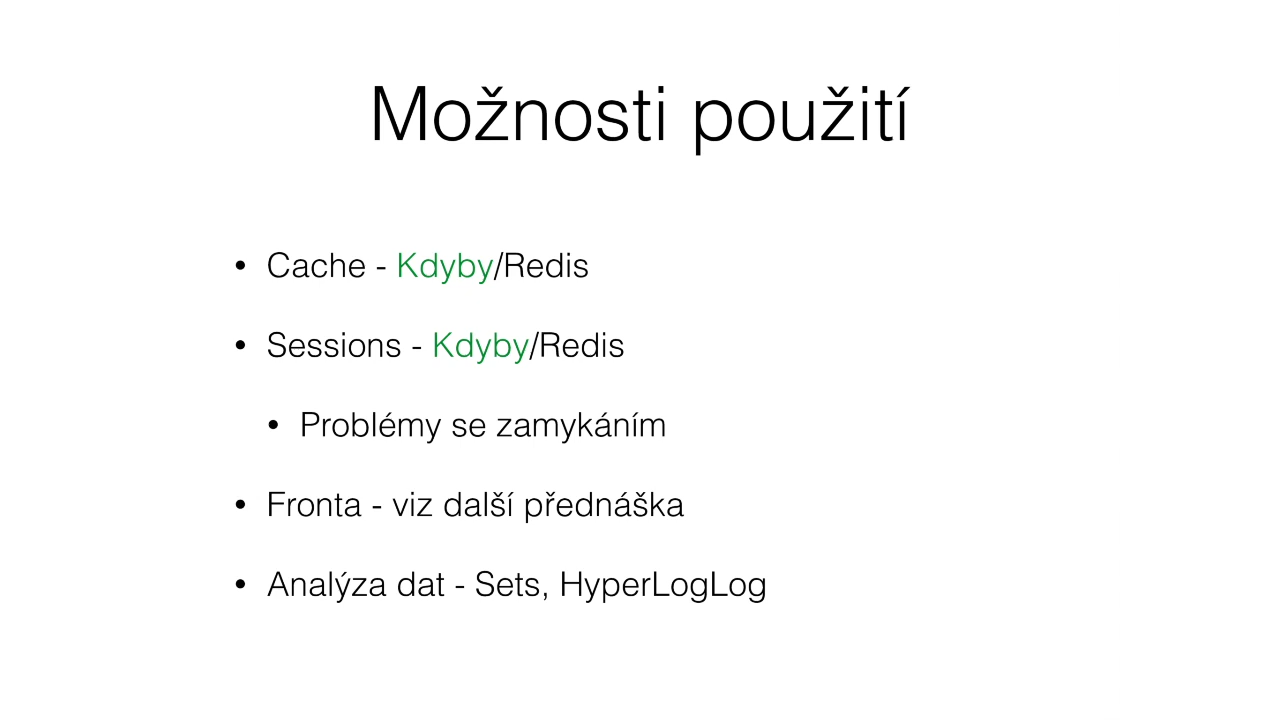 Možnosti použití
• Cache - Kdyby/Redis
• Sessions - Kdyby/Redis
• Problémy se zamykáním
• Fronta - viz další přednáška
• Analýza dat - Sets, HyperLogLog